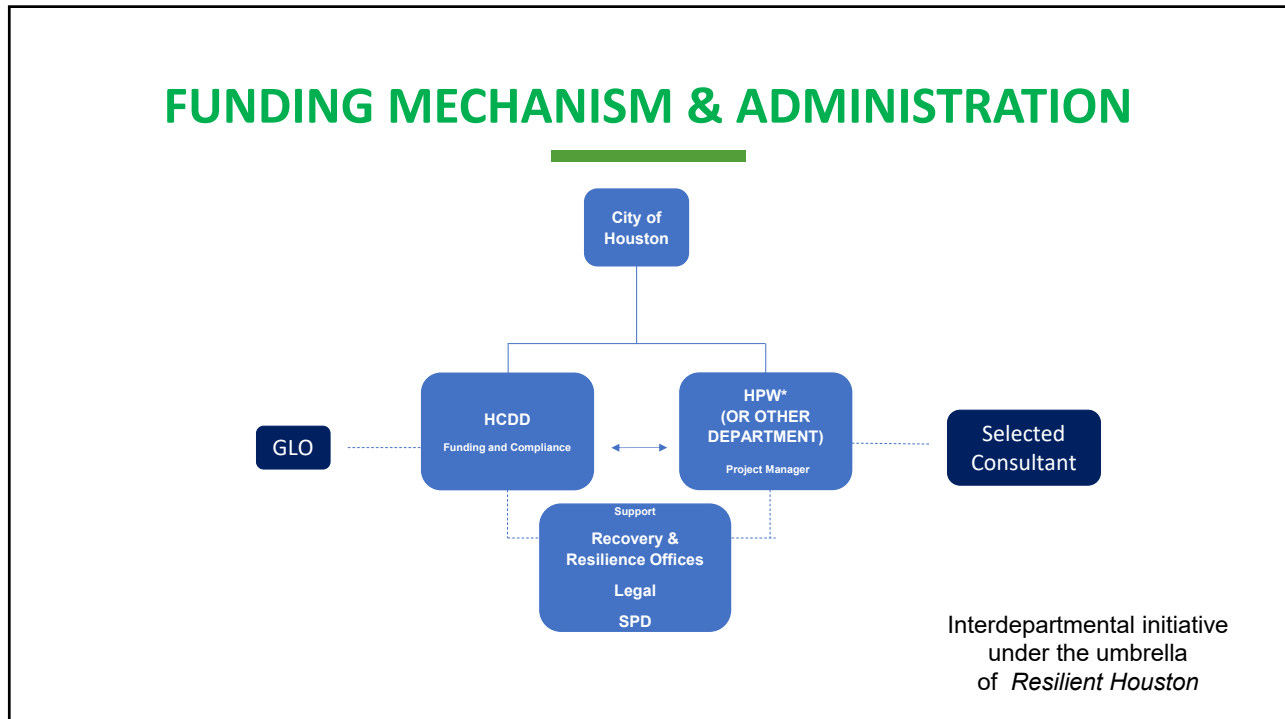 FUNDING MECHANISM & ADMINISTRATION
City of
Houston
GLO
HCDD
Funding and Compliance
HPW*
(OR OTHER
DEPARTMENT)
Project Manager
Selected
Consultant
Support
Recovery &
Resilience Offices
Legal
SPD
Interdepartmental initiative
under the umbrella
of Resilient Houston